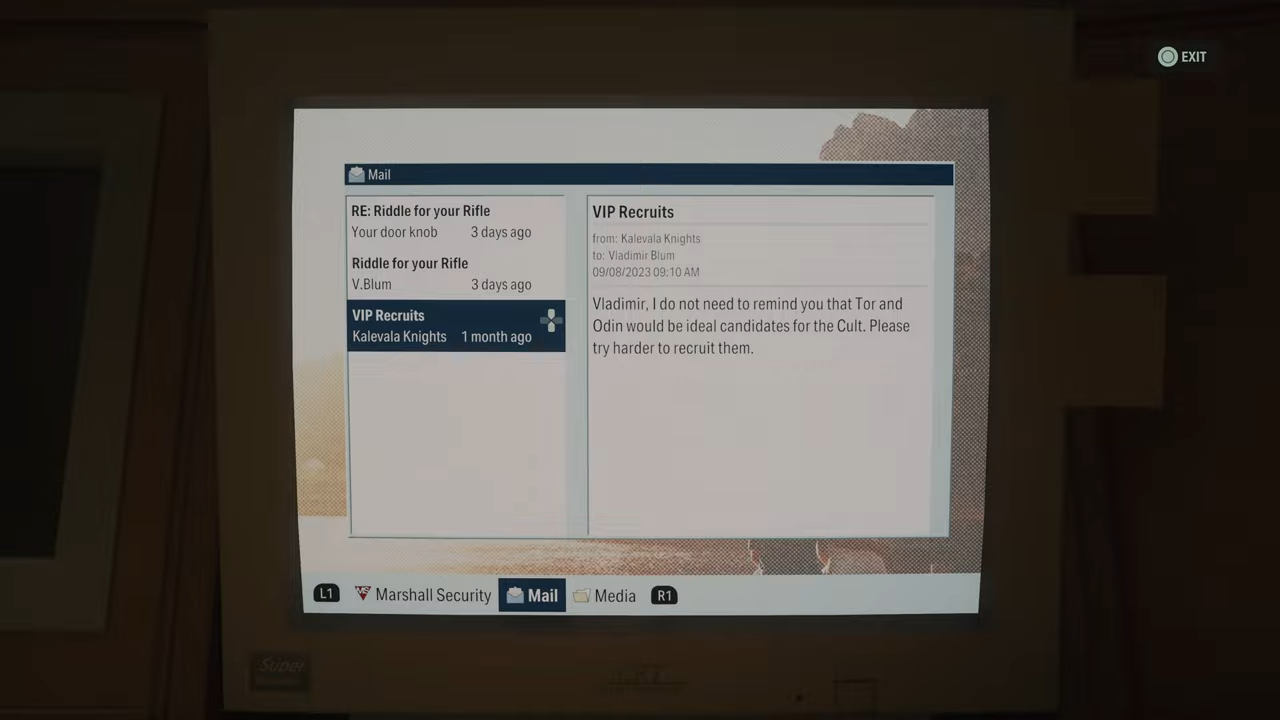 EXIT
Mail
RE: Riddle for your Rifle
Your door knob 3 days ago
Riddle for your Rifle
V.Blum 3 days ago
VIP Recruits
Kalevala Knights 1 month ago
VIP Recruits
from: Kalevala Knights
to: Vladimir Blum
09/08/2023 09:10 AM
Vladimir, I do not need to remind you that Tor and
Odin would be ideal candidates for the Cult. Please
try harder to recruit them.
L1 Marshall Security Mail Media R1
Super